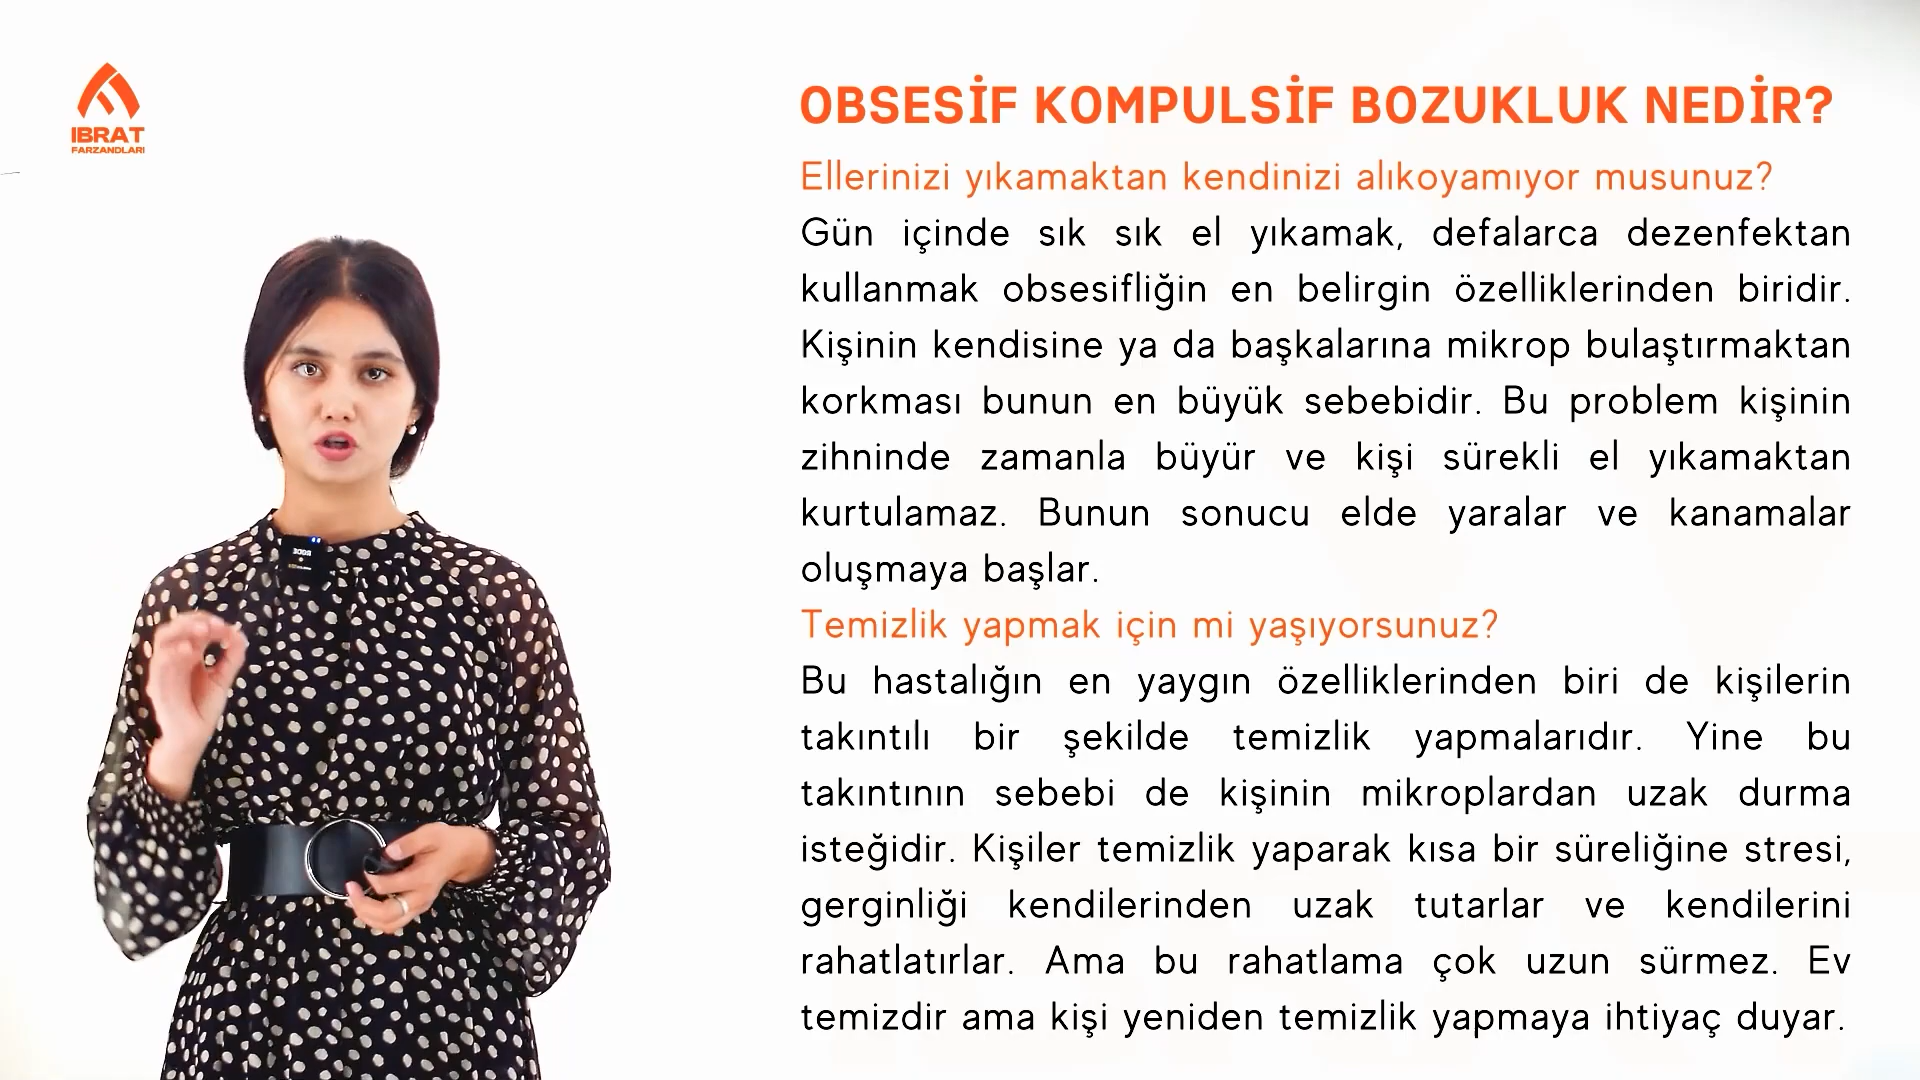 IBRAT
FARZANDLARI
OBSESİF KOMPULSİF BOZUKLUK NEDİR?
Ellerinizi yıkamaktan kendinizi alıkoyamıyor musunuz?
Gün içinde sık sık el yıkamak, defalarca dezenfektan
kullanmak obsesifliğin en belirgin özelliklerinden biridir.
Kişinin kendisine ya da başkalarına mikrop bulaştırmaktan
korkması bunun en büyük sebebidir. Bu problem kişinin
zihninde zamanla büyür ve kişi sürekli el yıkamaktan
kurtulamaz. Bunun sonucu elde yaralar ve kanamalar
oluşmaya başlar.
Temizlik yapmak için mi yaşıyorsunuz?
Bu hastalığın en yaygın özelliklerinden biri de kişilerin
takıntılı bir şekilde temizlik yapmalarıdır. Yine bu
takıntının sebebi de kişinin mikroplardan uzak durma
isteğidir. Kişiler temizlik yaparak kısa bir süreliğine stresi,
gerginliği kendilerinden uzak tutarlar ve kendilerini
rahatlatırlar. Ama bu rahatlama çok uzun sürmez. Ev
temizdir ama kişi yeniden temizlik yapmaya ihtiyaç duyar.